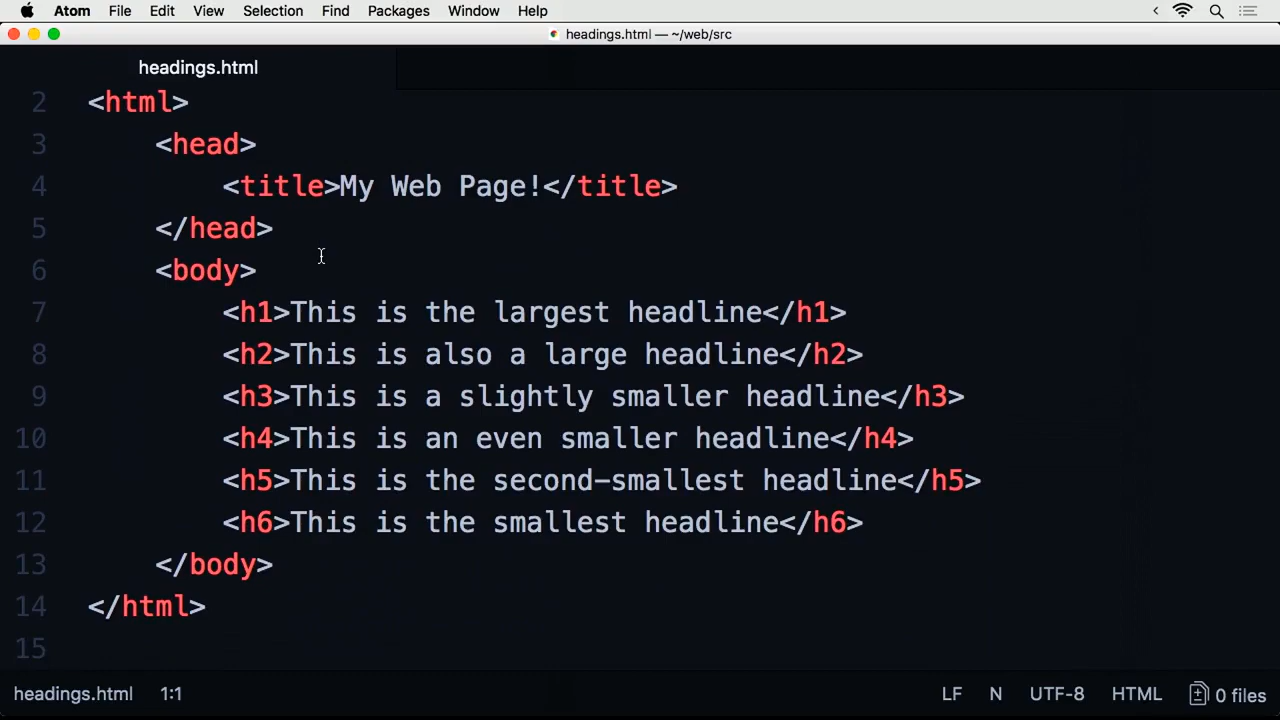 Atom File Edit View Selection Find Packages Window Help
headings.html — ~/web/src
headings.html
2 <html>
3 <head>
4 <title>My Web Page!</title>
5 </head>
6 <body>
7 <h1>This is the largest headline</h1>
8 <h2>This is also a large headline</h2>
9 <h3>This is a slightly smaller headline</h3>
10 <h4>This is an even smaller headline</h4>
11 <h5>This is the second-smallest headline</h5>
12 <h6>This is the smallest headline</h6>
13 </body>
14 </html>
15
headings.html 1:1 LF N UTF-8 HTML 0 files